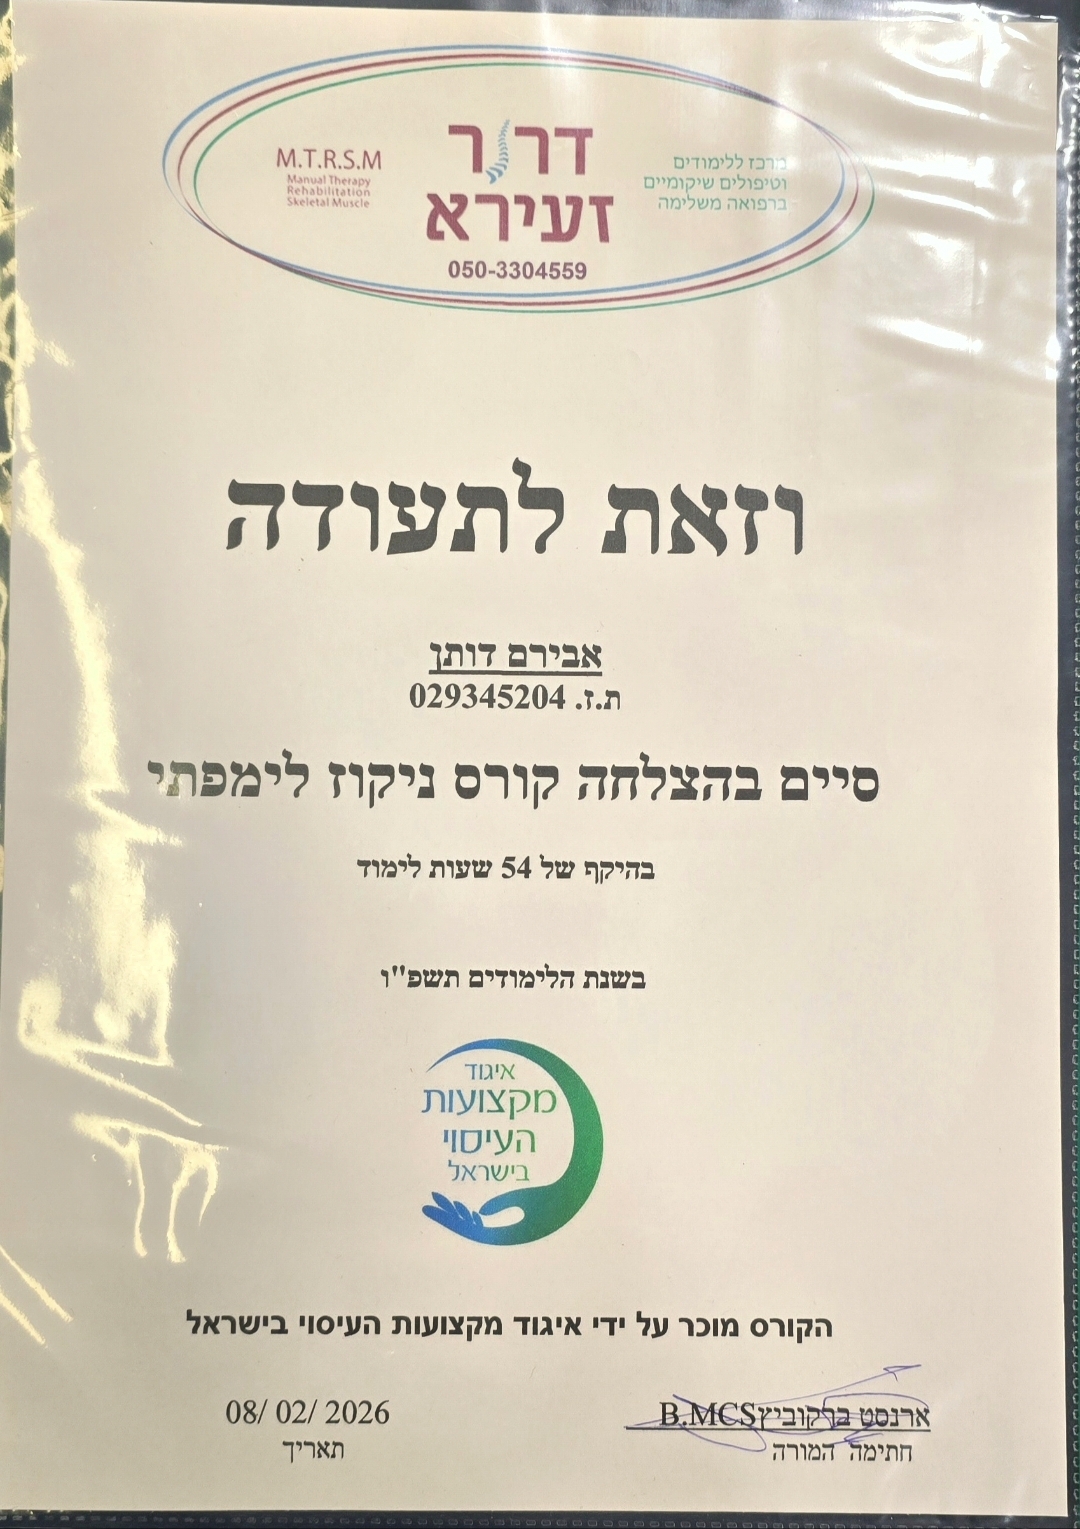 דרור
זעירא
050-3304559
M.T.R.S.M
Manual Therapy
Rehabilitation
Skeletal Muscle
מרכז ללימודים
וטיפולים שיקומיים
ברפואה משלימה
וזאת לתעודה
אבירם דותן
ת.ז. 029345204
סיים בהצלחה קורס ניקוז לימפתי
בהיקף של 54 שעות לימוד
בשנת הלימודים תשפ"ו
איגוד
מקצועות
העיסוי
בישראל
הקורס מוכר על ידי איגוד מקצועות העיסוי בישראל
ארנסט ברקוביץ B.MCS
חתימה המורה
08/ 02/ 2026
תאריך